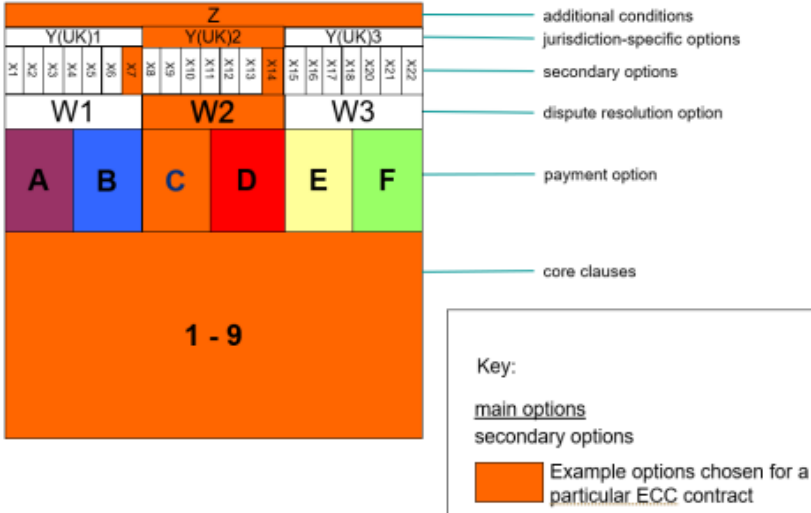 Z
additional conditions
Y(UK)1 Y(UK)2 Y(UK)3
jurisdiction-specific options
X1 X2 X3 X4 X5 X6 X7 X8 X9 X10 X11 X12 X13 X14 X15 X16 X17 X18 X20 X21 X22
secondary options
W1 W2 W3
dispute resolution option
A B C D E F
payment option
core clauses
1 - 9
Key:
main options
secondary options
Example options chosen for a
particular ECC contract